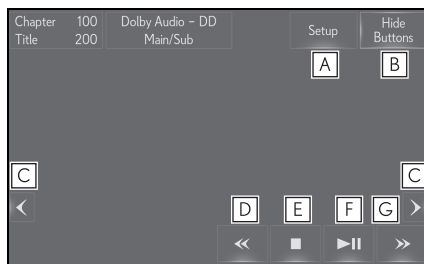 Chapter 100
Title 200
Dolby Audio – DD
Main/Sub
Setup
Hide
Buttons
A
B
C
C
D
E
F
G